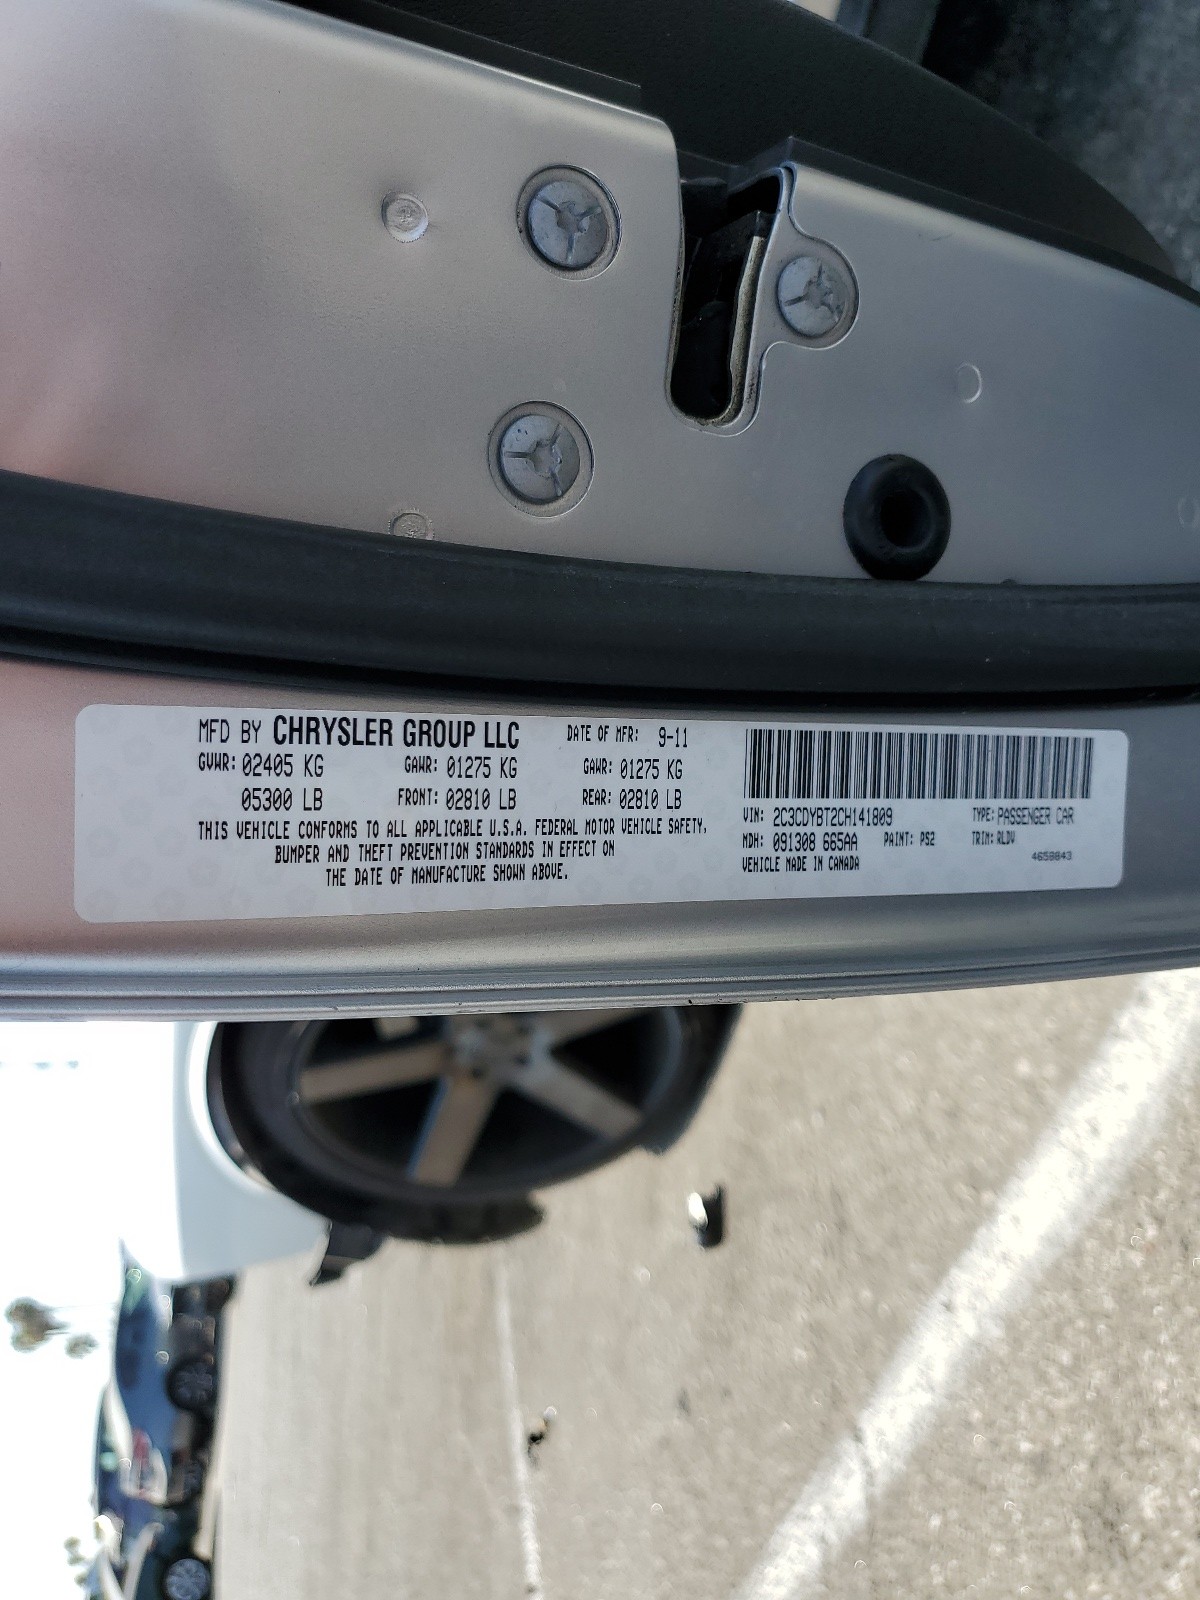 MFD BY CHRYSLER GROUP LLC DATE OF MFR: 9-11
GVWR: 02405 KG GAWR: 01275 KG GAWR: 01275 KG
05300 LB FRONT: 02810 LB REAR: 02810 LB
THIS VEHICLE CONFORMS TO ALL APPLICABLE U.S.A. FEDERAL MOTOR VEHICLE SAFETY,
BUMPER AND THEFT PREVENTION STANDARDS IN EFFECT ON
THE DATE OF MANUFACTURE SHOWN ABOVE.
VIN: 2C3CDYBT2CH141809 TYPE: PASSENGER CAR
MDH: 091308 665AA PAINT: PS2 TRIM: RLDV
VEHICLE MADE IN CANADA 4658843